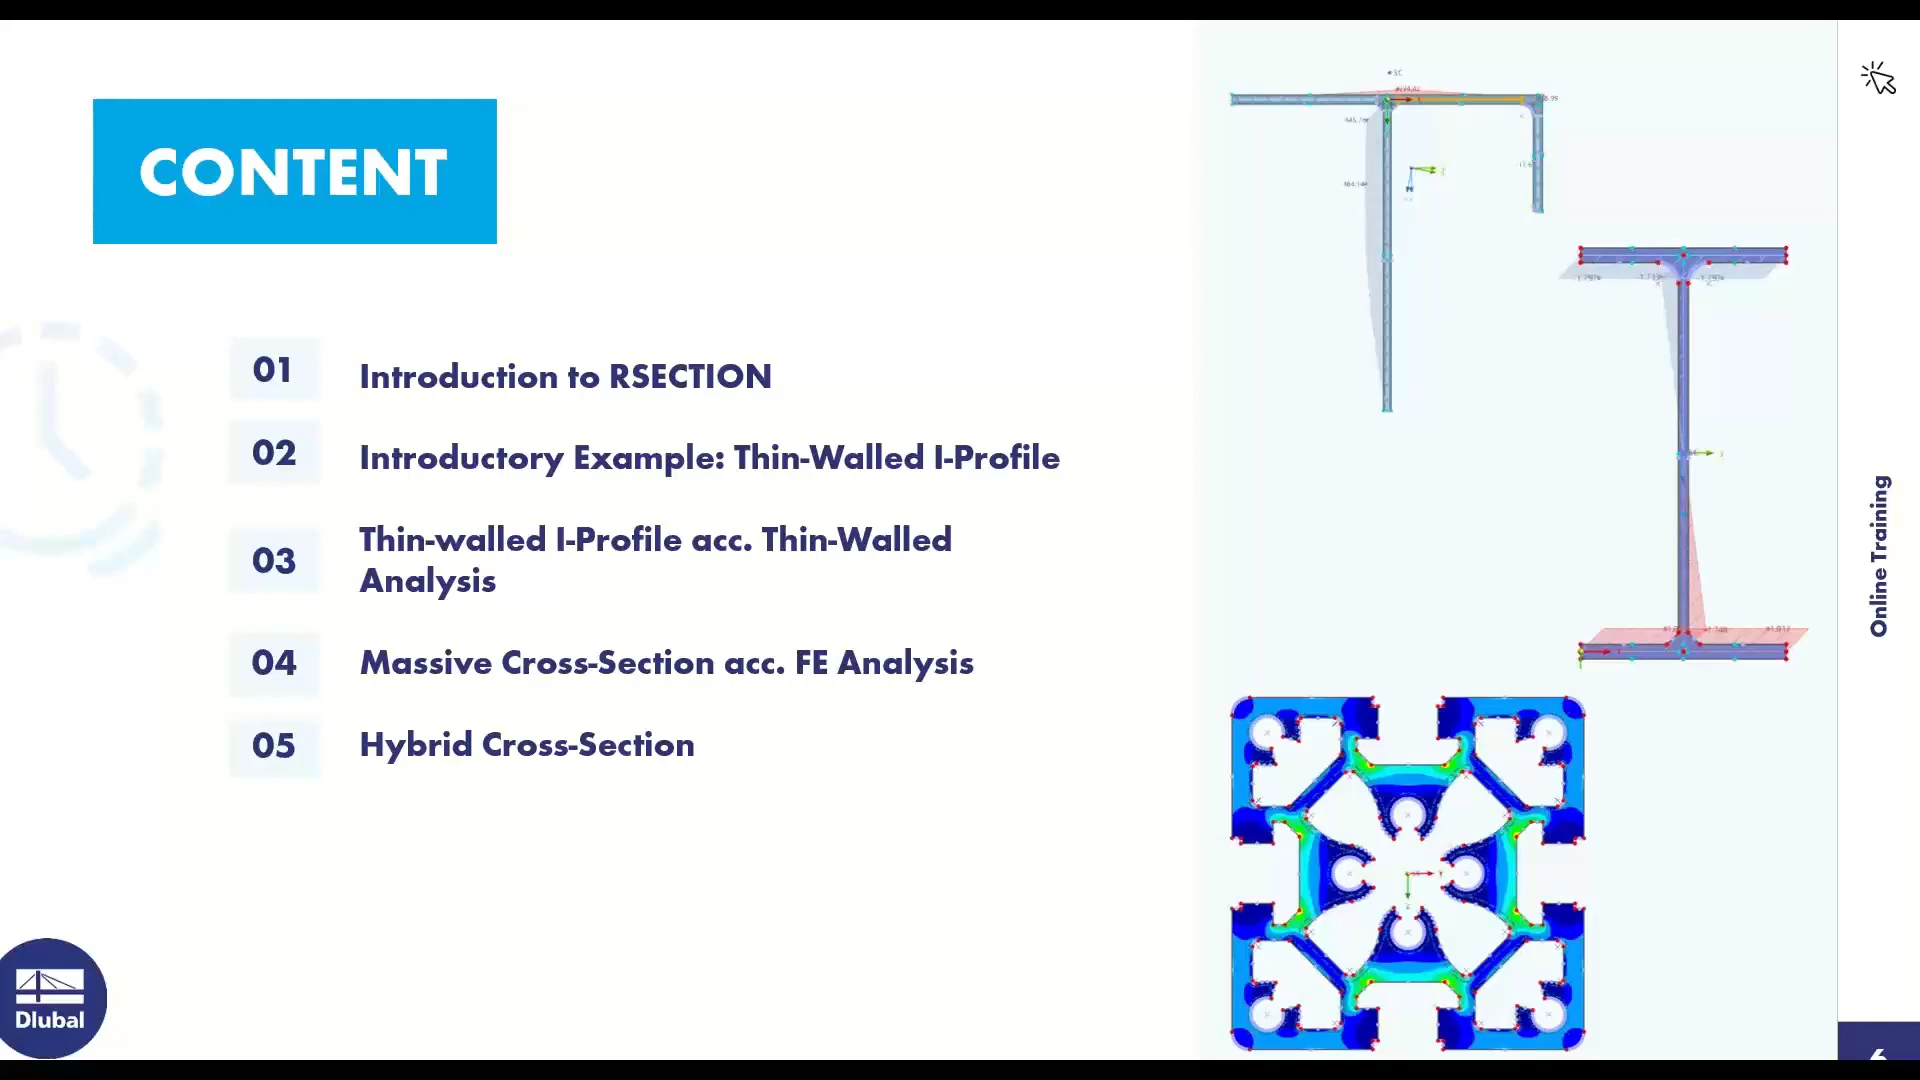 CONTENT
01
Introduction to RSECTION
02
Introductory Example: Thin-Walled I-Profile
03
Thin-walled I-Profile acc. Thin-Walled
Analysis
04
Massive Cross-Section acc. FE Analysis
05
Hybrid Cross-Section
Online Training
Dlubal
6